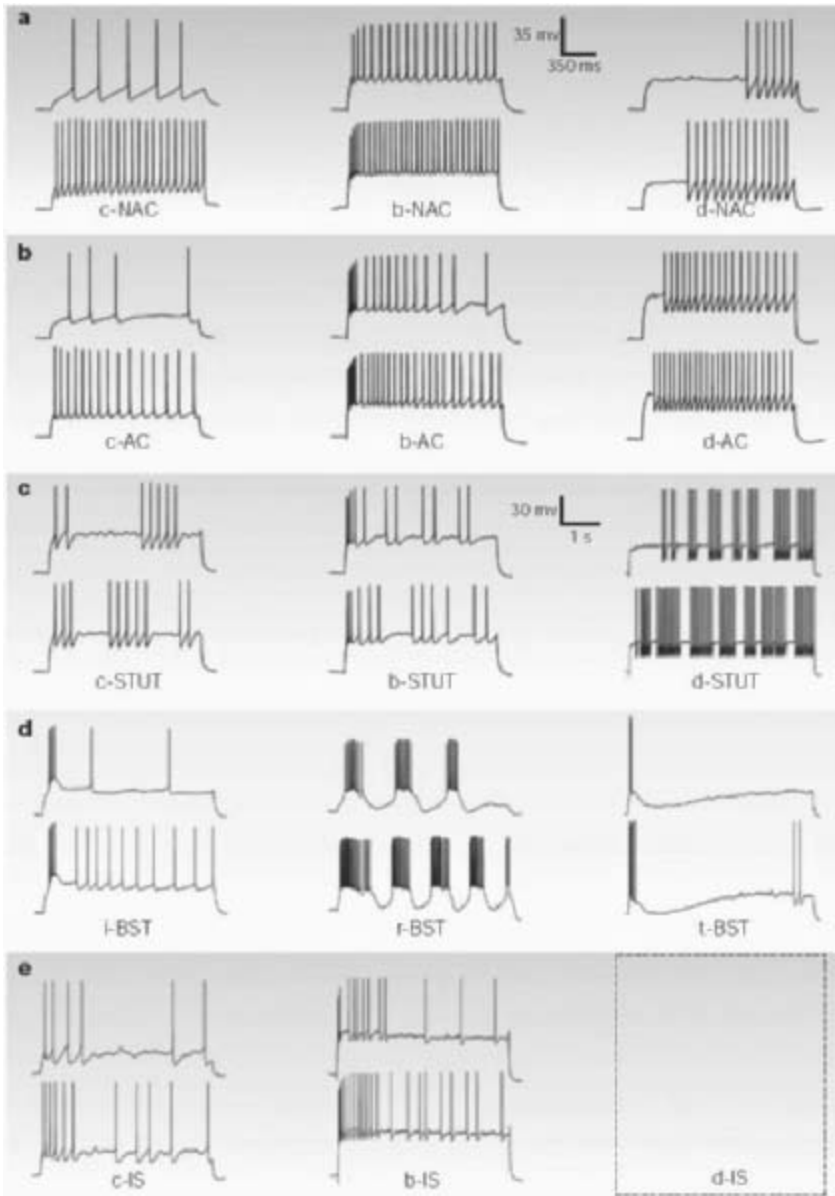 a
35 mv
350 ms
c-NAC b-NAC d-NAC
b
c-AC b-AC d-AC
c
30 mv
1 s
c-STUT b-STUT d-STUT
d
i-BST r-BST t-BST
e
c-IS b-IS d-IS